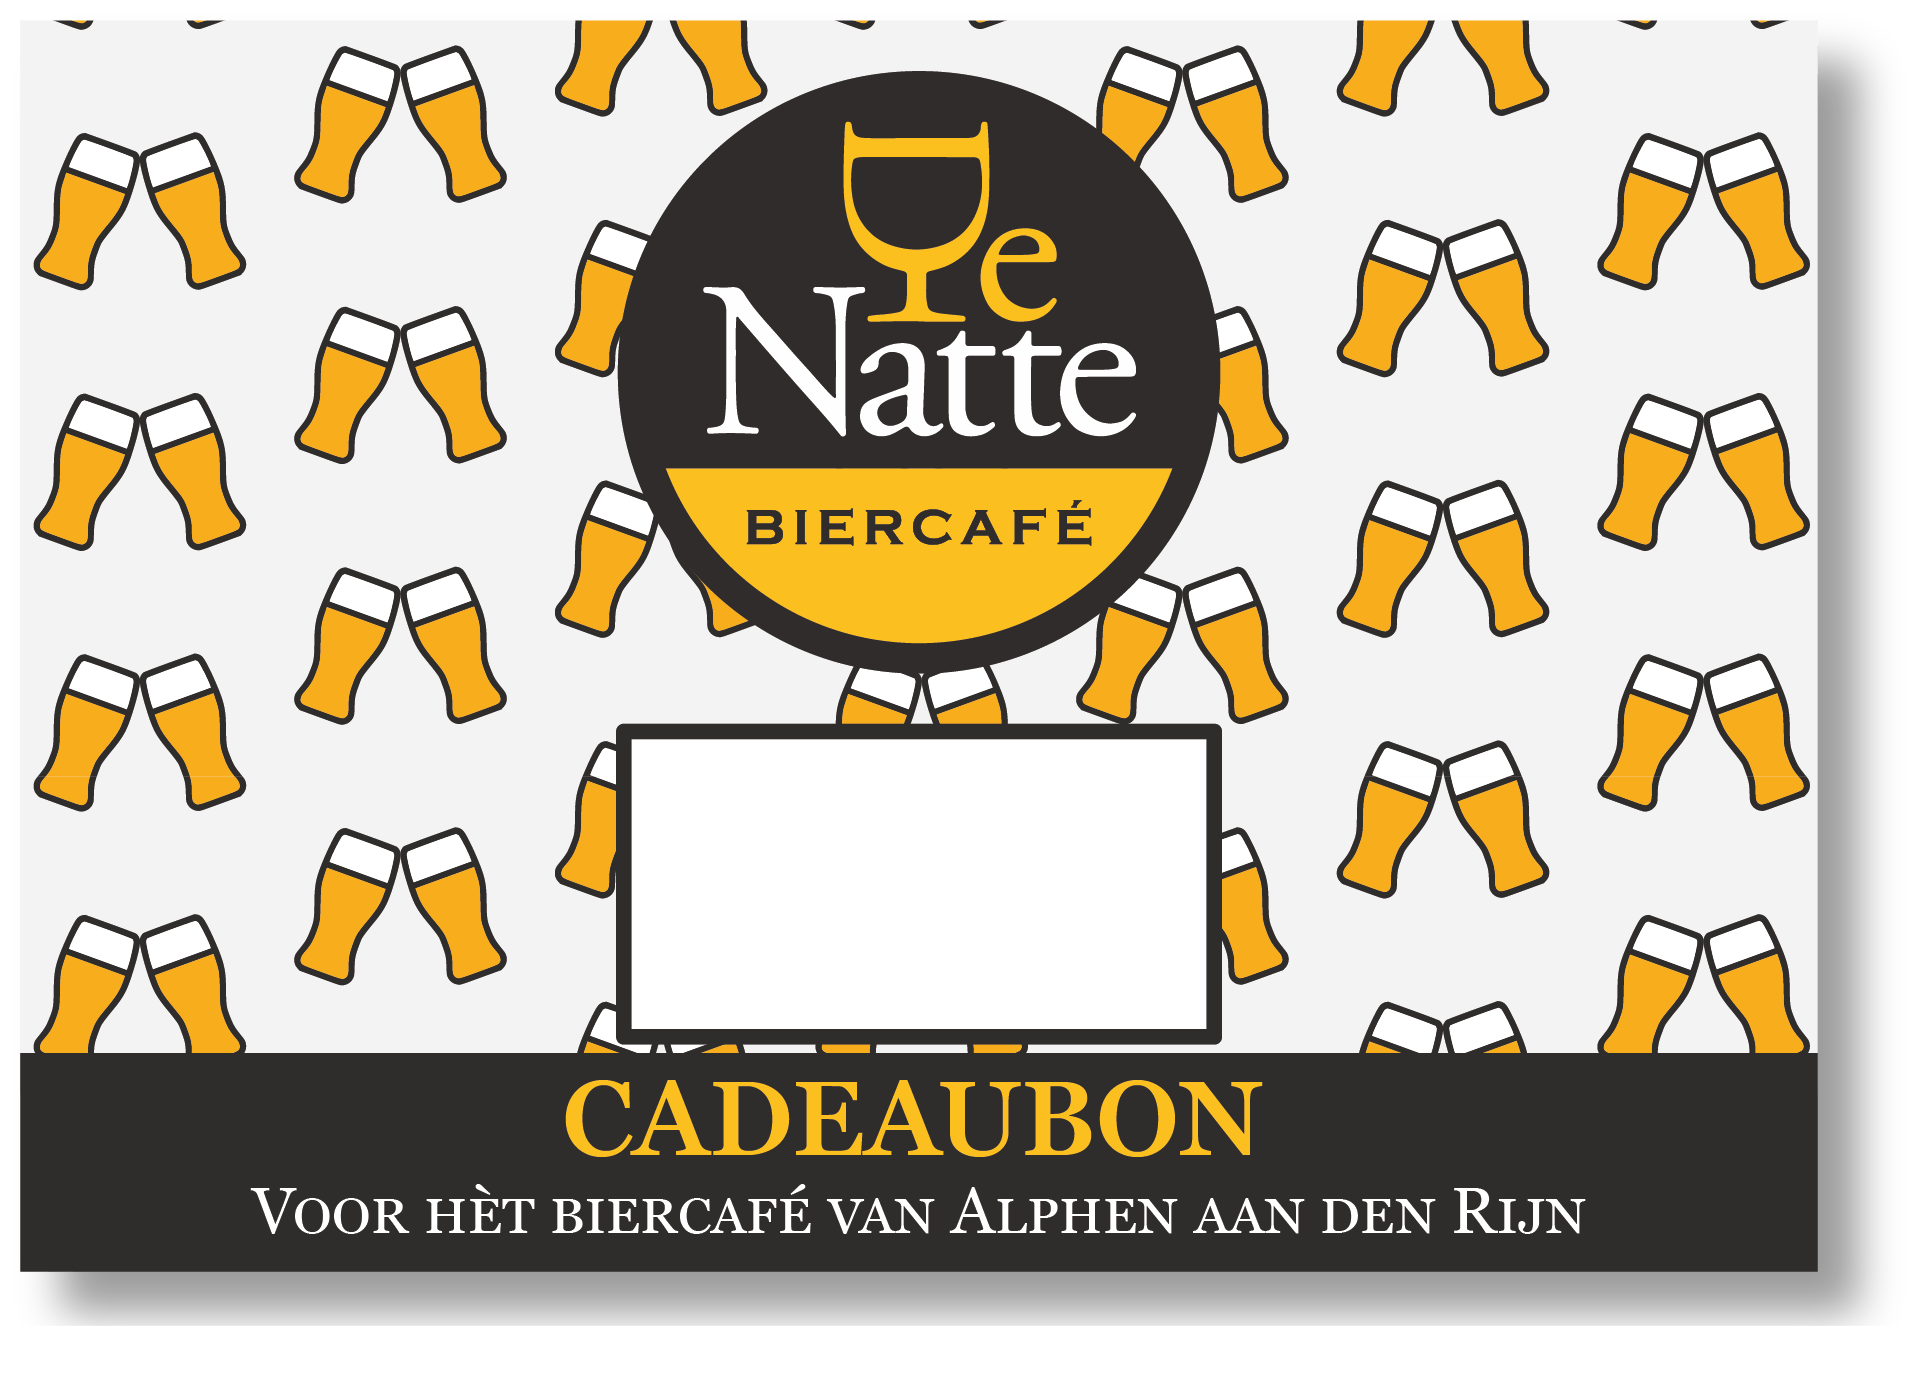 De
Natte
BIERCAFÉ
CADEAUBON
Voor hèt biercafé van Alphen aan den Rijn